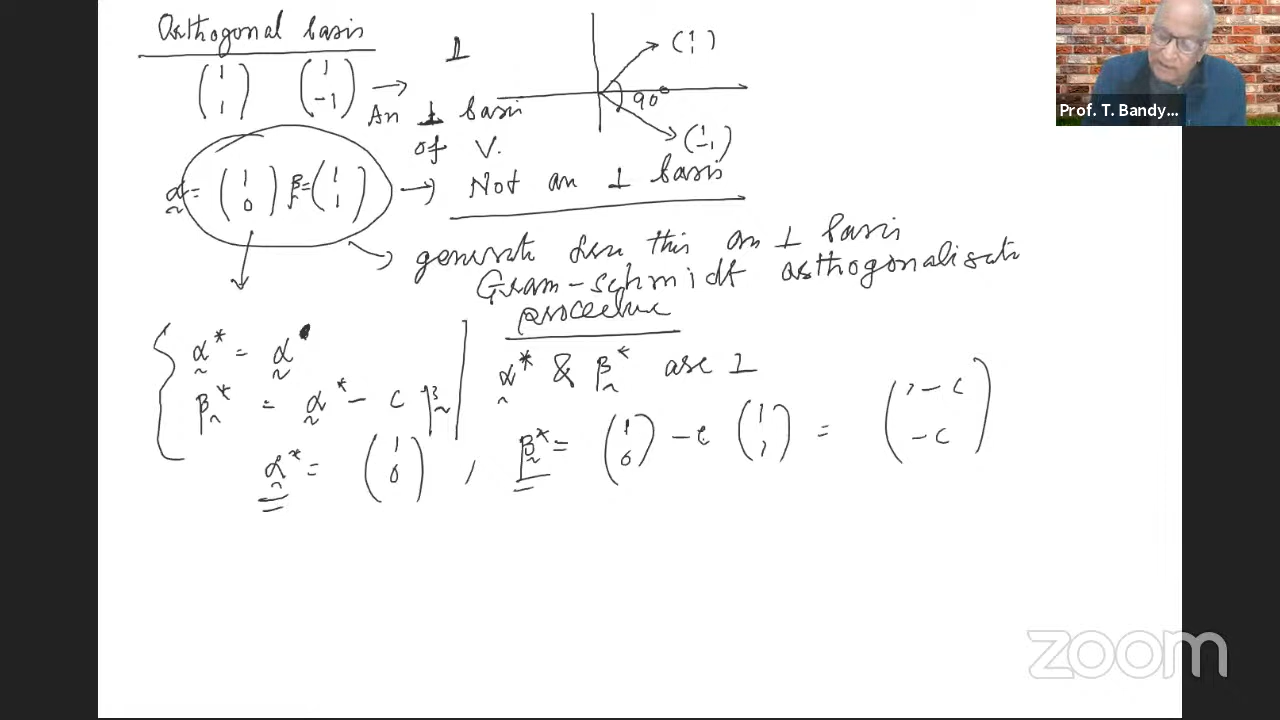 Orthogonal basis
⊥
(1 1) (1 -1) → An ⊥ basis of V.
(1 1)
90°
(1 -1)
α = (1 0) β = (1 1) → Not an ⊥ basis
generate from this an ⊥ basis
Gram-schmidt orthogonalisatn
procedure
α* = α
β* = α* - c β
α* & β* are ⊥
α* = (1 0) , β* = (1 0) - c (1 1) = (1-c -c)
Prof. T. Bandy...
zoom